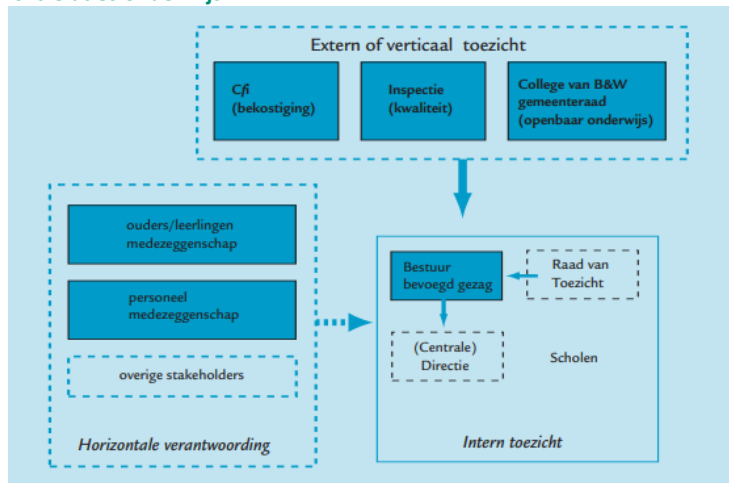 Extern of verticaal toezicht
Cfi
(bekostiging)
Inspectie
(kwaliteit)
College van B&W
gemeenteraad
(openbaar onderwijs)
ouders/leerlingen
medezeggenschap
personeel
medezeggenschap
overige stakeholders
Horizontale verantwoording
Bestuur
bevoegd gezag
Raad van
Toezicht
(Centrale)
Directie
Scholen
Intern toezicht